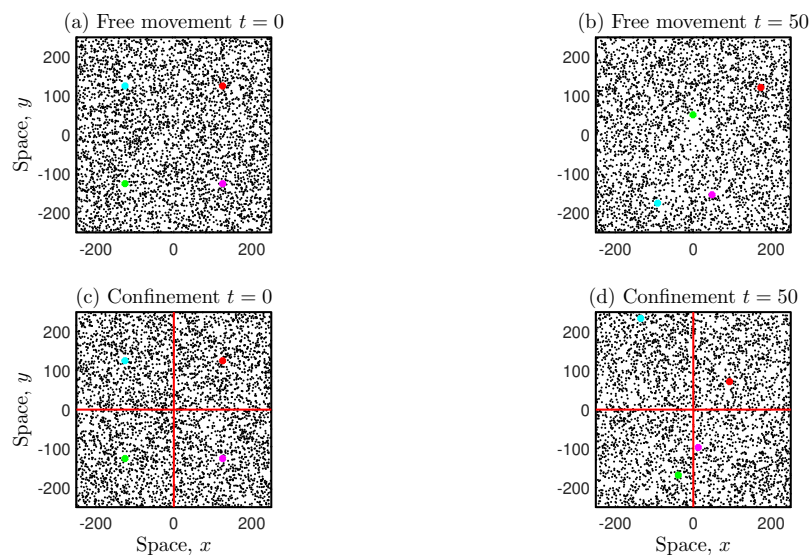 (a) Free movement t = 0
(b) Free movement t = 50
200
100
0
-100
-200
Space, y
-200 0 200
200
100
0
-100
-200
-200 0 200
(c) Confinement t = 0
(d) Confinement t = 50
200
100
0
-100
-200
Space, y
-200 0 200
Space, x
200
100
0
-100
-200
-200 0 200
Space, x